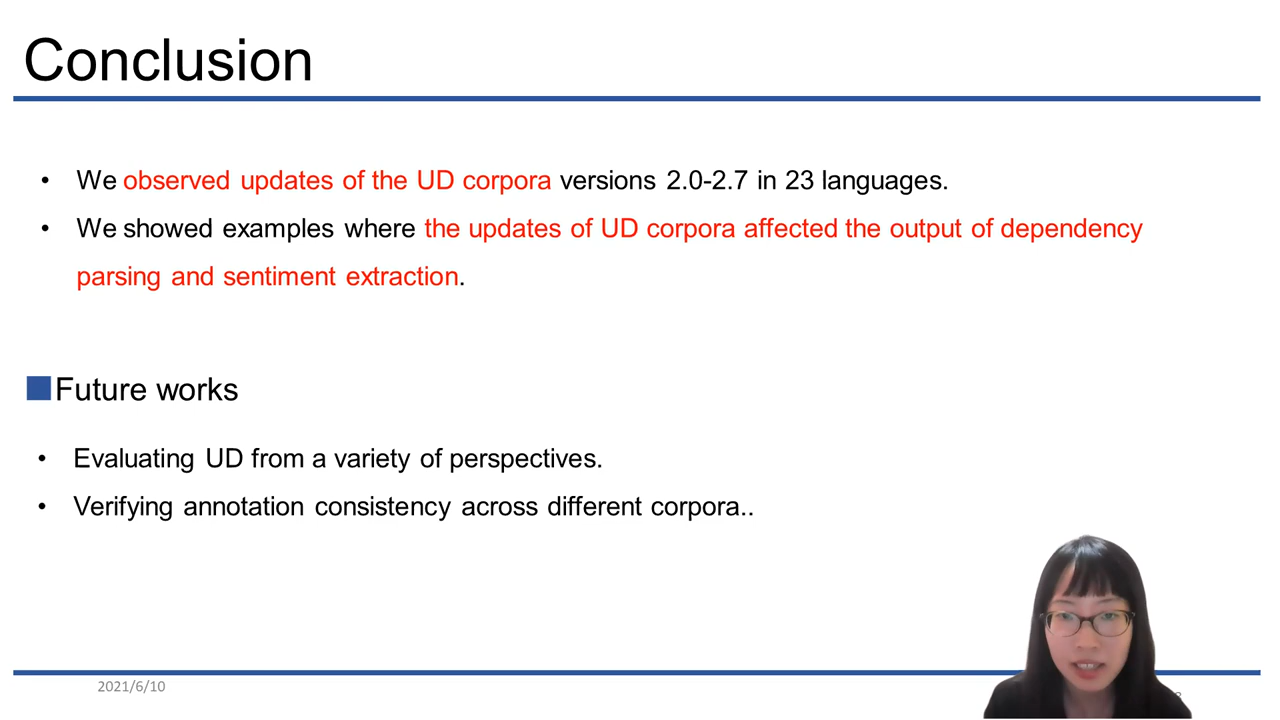 Conclusion
• We observed updates of the UD corpora versions 2.0-2.7 in 23 languages.
• We showed examples where the updates of UD corpora affected the output of dependency
parsing and sentiment extraction.
Future works
• Evaluating UD from a variety of perspectives.
• Verifying annotation consistency across different corpora..
2021/6/10